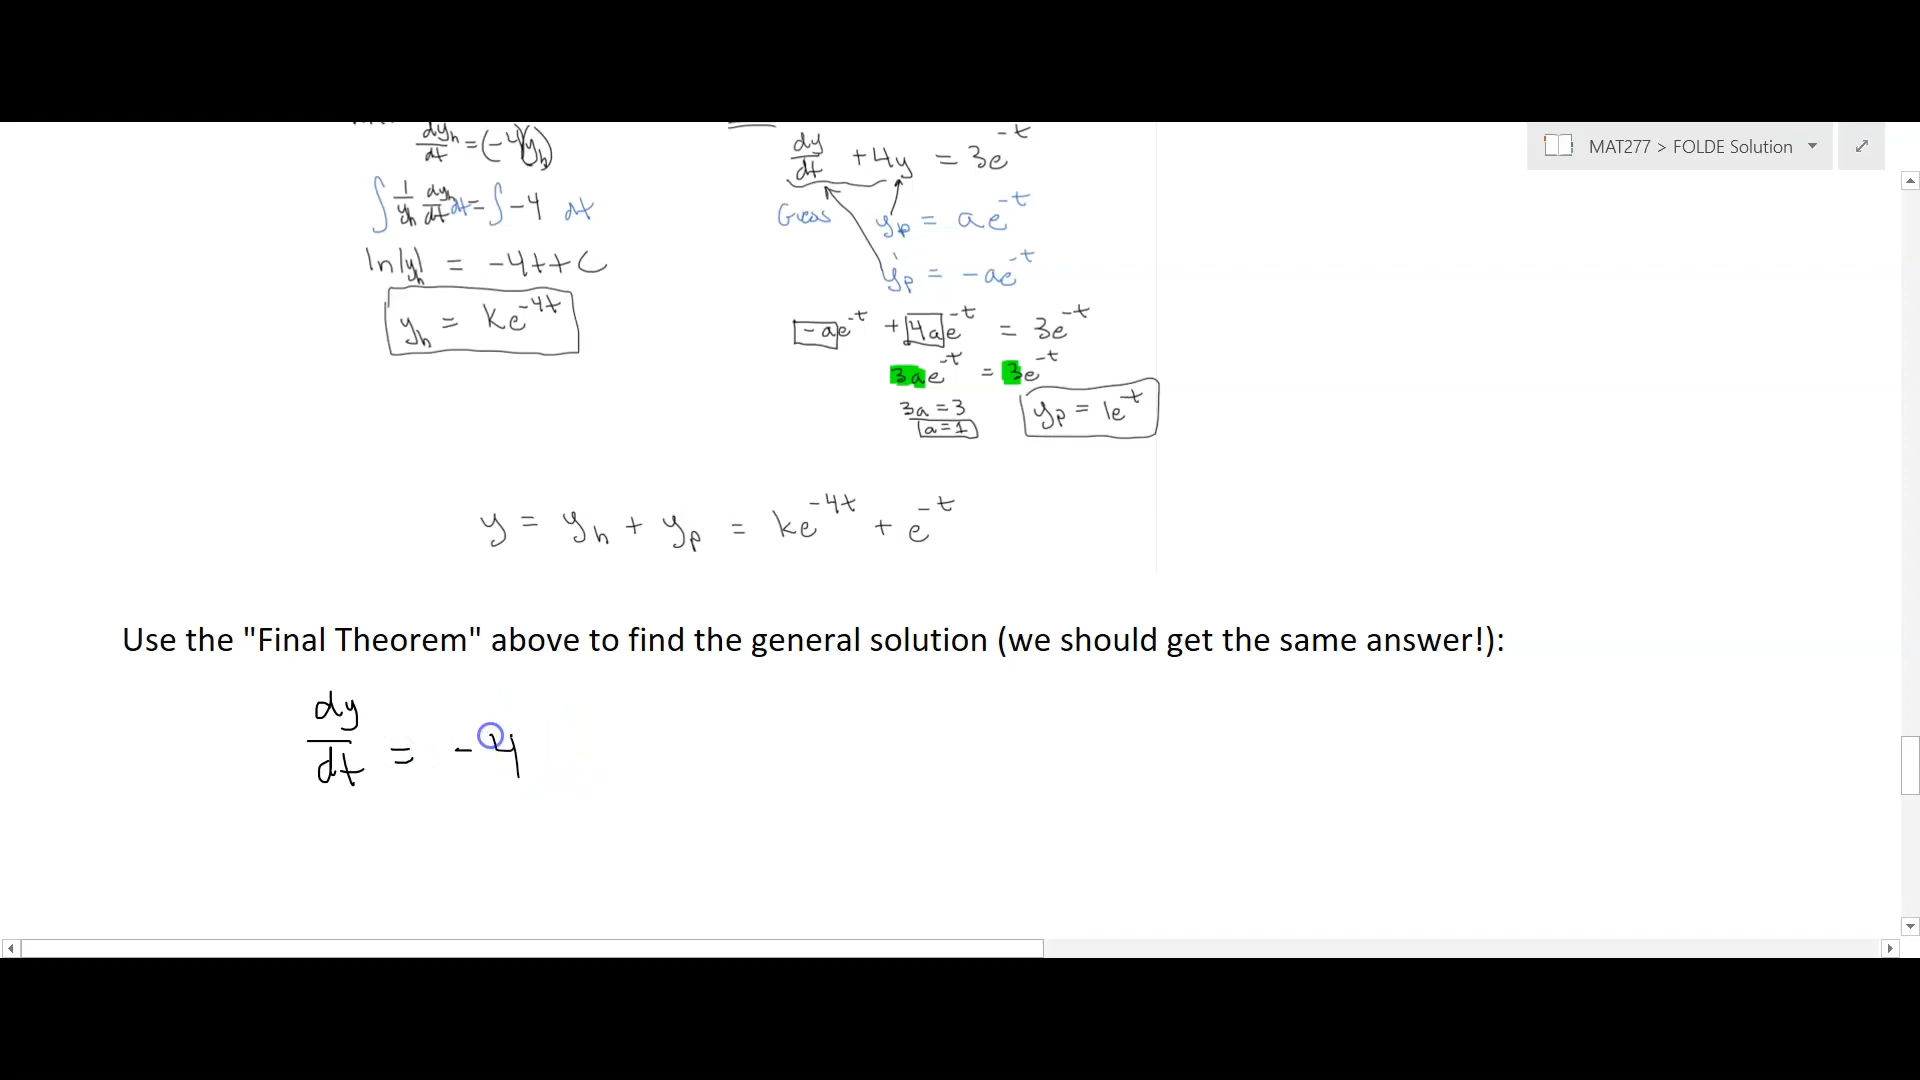 MAT277 > FOLDE Solution
dyₕ/dt = (-4)(yₕ)
∫ 1/yₕ dyₕ/dt dt = ∫ -4 dt
ln|yₕ| = -4t + C
yₕ = ke^(-4t)
dy/dt + 4y = 3e^(-t)
Guess yₚ = ae^(-t)
ẏₚ = -ae^(-t)
-ae^(-t) + 4ae^(-t) = 3e^(-t)
3ae^(-t) = 3e^(-t)
3a = 3
a = 1
yₚ = 1e^(-t)
y = yₕ + yₚ = ke^(-4t) + e^(-t)
Use the "Final Theorem" above to find the general solution (we should get the same answer!):
dy/dt = -4